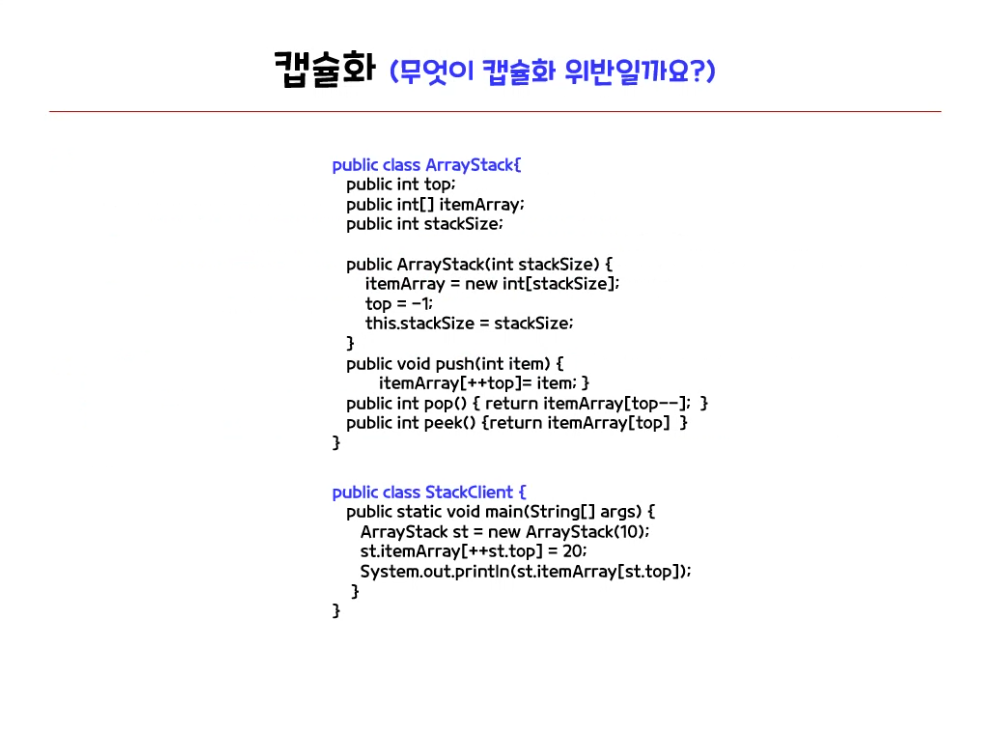 캡슐화 (무엇이 캡슐화 위반일까요?)
public class ArrayStack{
public int top;
public int[] itemArray;
public int stackSize;
public ArrayStack(int stackSize) {
itemArray = new int[stackSize];
top = -1;
this.stackSize = stackSize;
}
public void push(int item) {
itemArray[++top]= item; }
public int pop() { return itemArray[top--]; }
public int peek() {return itemArray[top] }
}
public class StackClient {
public static void main(String[] args) {
ArrayStack st = new ArrayStack(10);
st.itemArray[++st.top] = 20;
System.out.println(st.itemArray[st.top]);
}
}